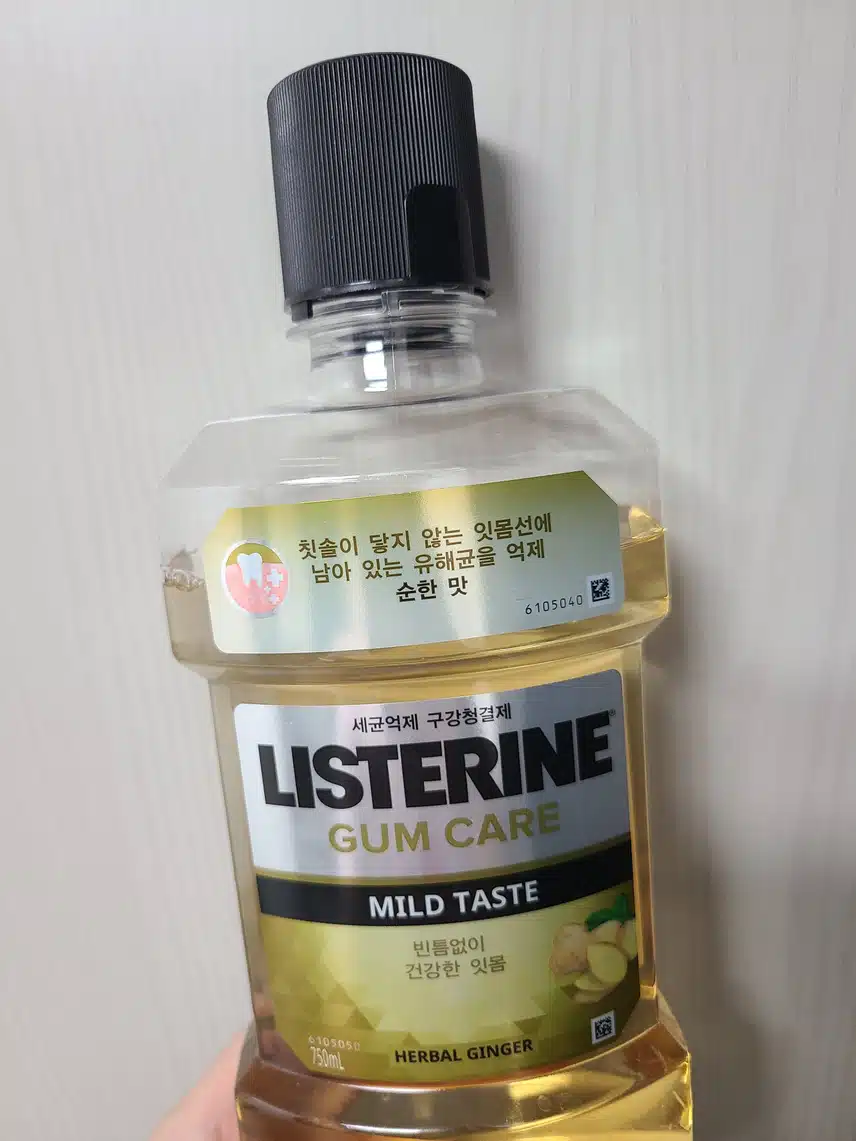 칫솔이 닿지 않는 잇몸선에
남아 있는 유해균을 억제
순한 맛
6105040
세균억제 구강청결제
LISTERINE®
GUM CARE
MILD TASTE
빈틈없이
건강한 잇몸
750mL
HERBAL GINGER